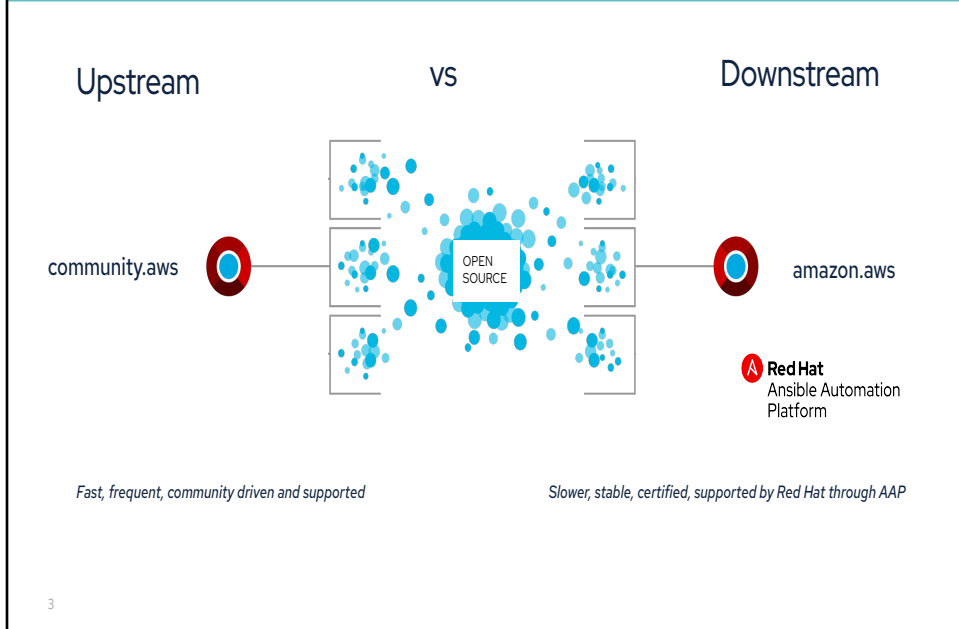 Upstream
vs
Downstream
community.aws
OPEN
SOURCE
amazon.aws
Red Hat
Ansible Automation
Platform
Fast, frequent, community driven and supported
Slower, stable, certified, supported by Red Hat through AAP
3